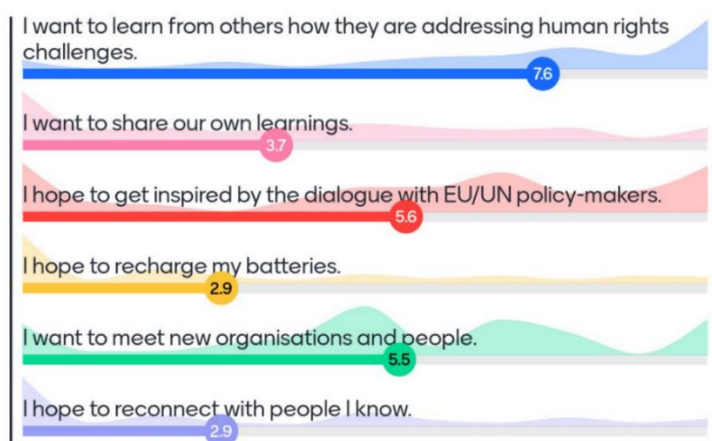 I want to learn from others how they are addressing human rights
challenges.
7.6
I want to share our own learnings.
3.7
I hope to get inspired by the dialogue with EU/UN policy-makers.
5.6
I hope to recharge my batteries.
2.9
I want to meet new organisations and people.
5.5
I hope to reconnect with people I know.
2.9